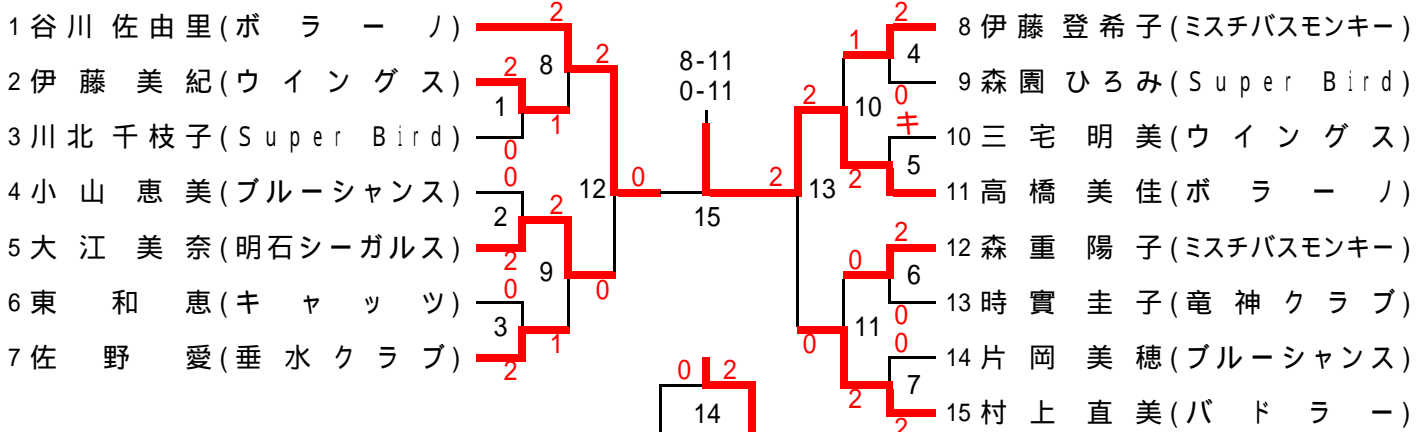 1 谷川 佐由里(ボラーノ)
2 伊藤 美紀(ウイングス)
3 川北 千枝子(Super Bird)
4 小山 恵美(ブルーシャンス)
5 大江 美奈(明石シーガルス)
6 東 和恵(キャッツ)
7 佐野 愛(垂水クラブ)
2
2
8
2
1
1
0
0
2
2
2
9
0
0
3
1
2
12
0
8-11
0-11
15
2
0 2
14
8 伊藤 登希子(ミスチバスモンキー)
9 森園 ひろみ(Super Bird)
10 三宅 明美(ウイングス)
11 高橋 美佳(ボラーノ)
12 森重 陽子(ミスチバスモンキー)
13 時實 圭子(竜神クラブ)
14 片岡 美穂(ブルーシャンス)
15 村上 直美(バドラー)
2
1
4
2
10
0
キ
5
2
13
2
0
6
0
11
0
0
7
2
2